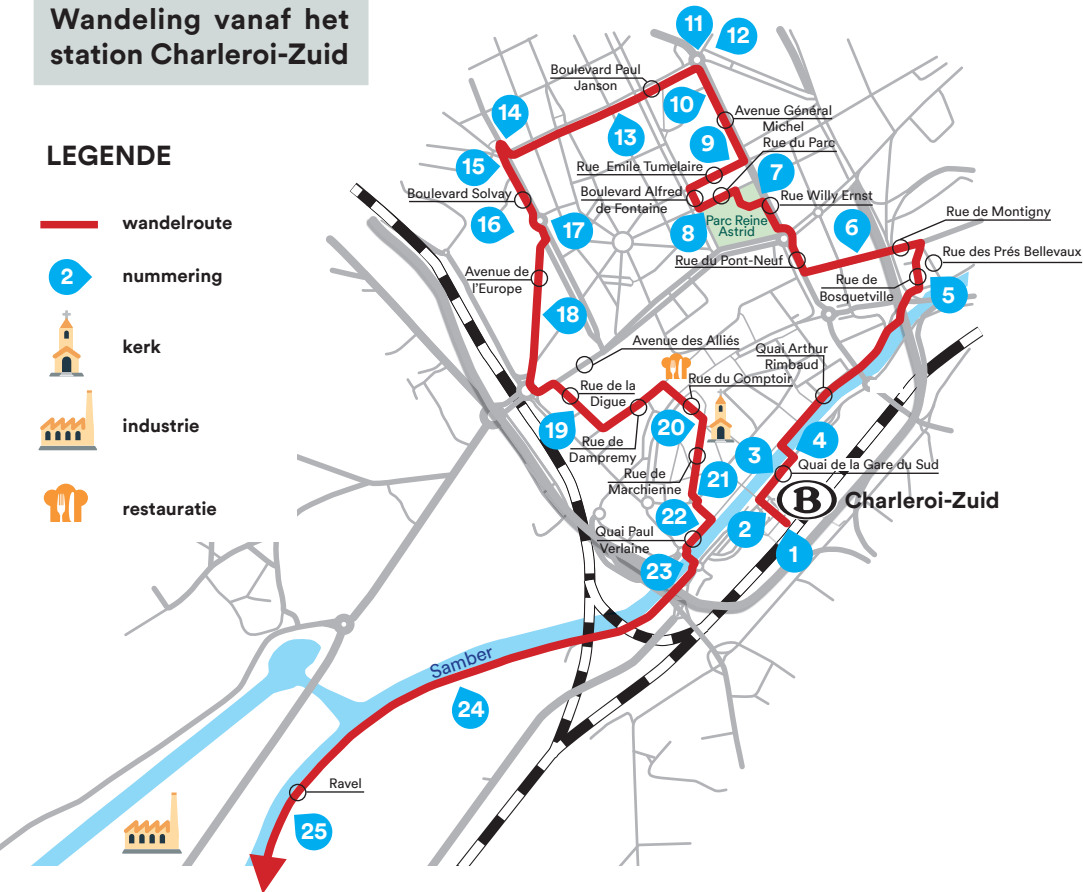 Wandeling vanaf het
station Charleroi-Zuid
LEGENDE
wandelroute
2
nummering
kerk
industrie
restauratie
11
12
Boulevard Paul
Janson
10
Avenue Général
Michel
14
13
9
Rue du Parc
15
Rue Emile Tumelaire
7
Boulevard Solvay
Boulevard Alfred
de Fontaine
Rue Willy Ernst
16
17
8
Parc Reine
Astrid
6
Rue de Montigny
Rue du Pont-Neuf
Rue des Prés Bellevaux
Avenue de
l'Europe
Rue de
Bosquetville
5
18
Avenue des Alliés
Quai Arthur
Rimbaud
Rue du Comptoir
Rue de la
Digue
19
20
Rue de
Dampremy
3
4
Rue de
Marchienne
21
Quai de la Gare du Sud
B
Charleroi-Zuid
22
2
1
Quai Paul
Verlaine
23
Samber
24
Ravel
25